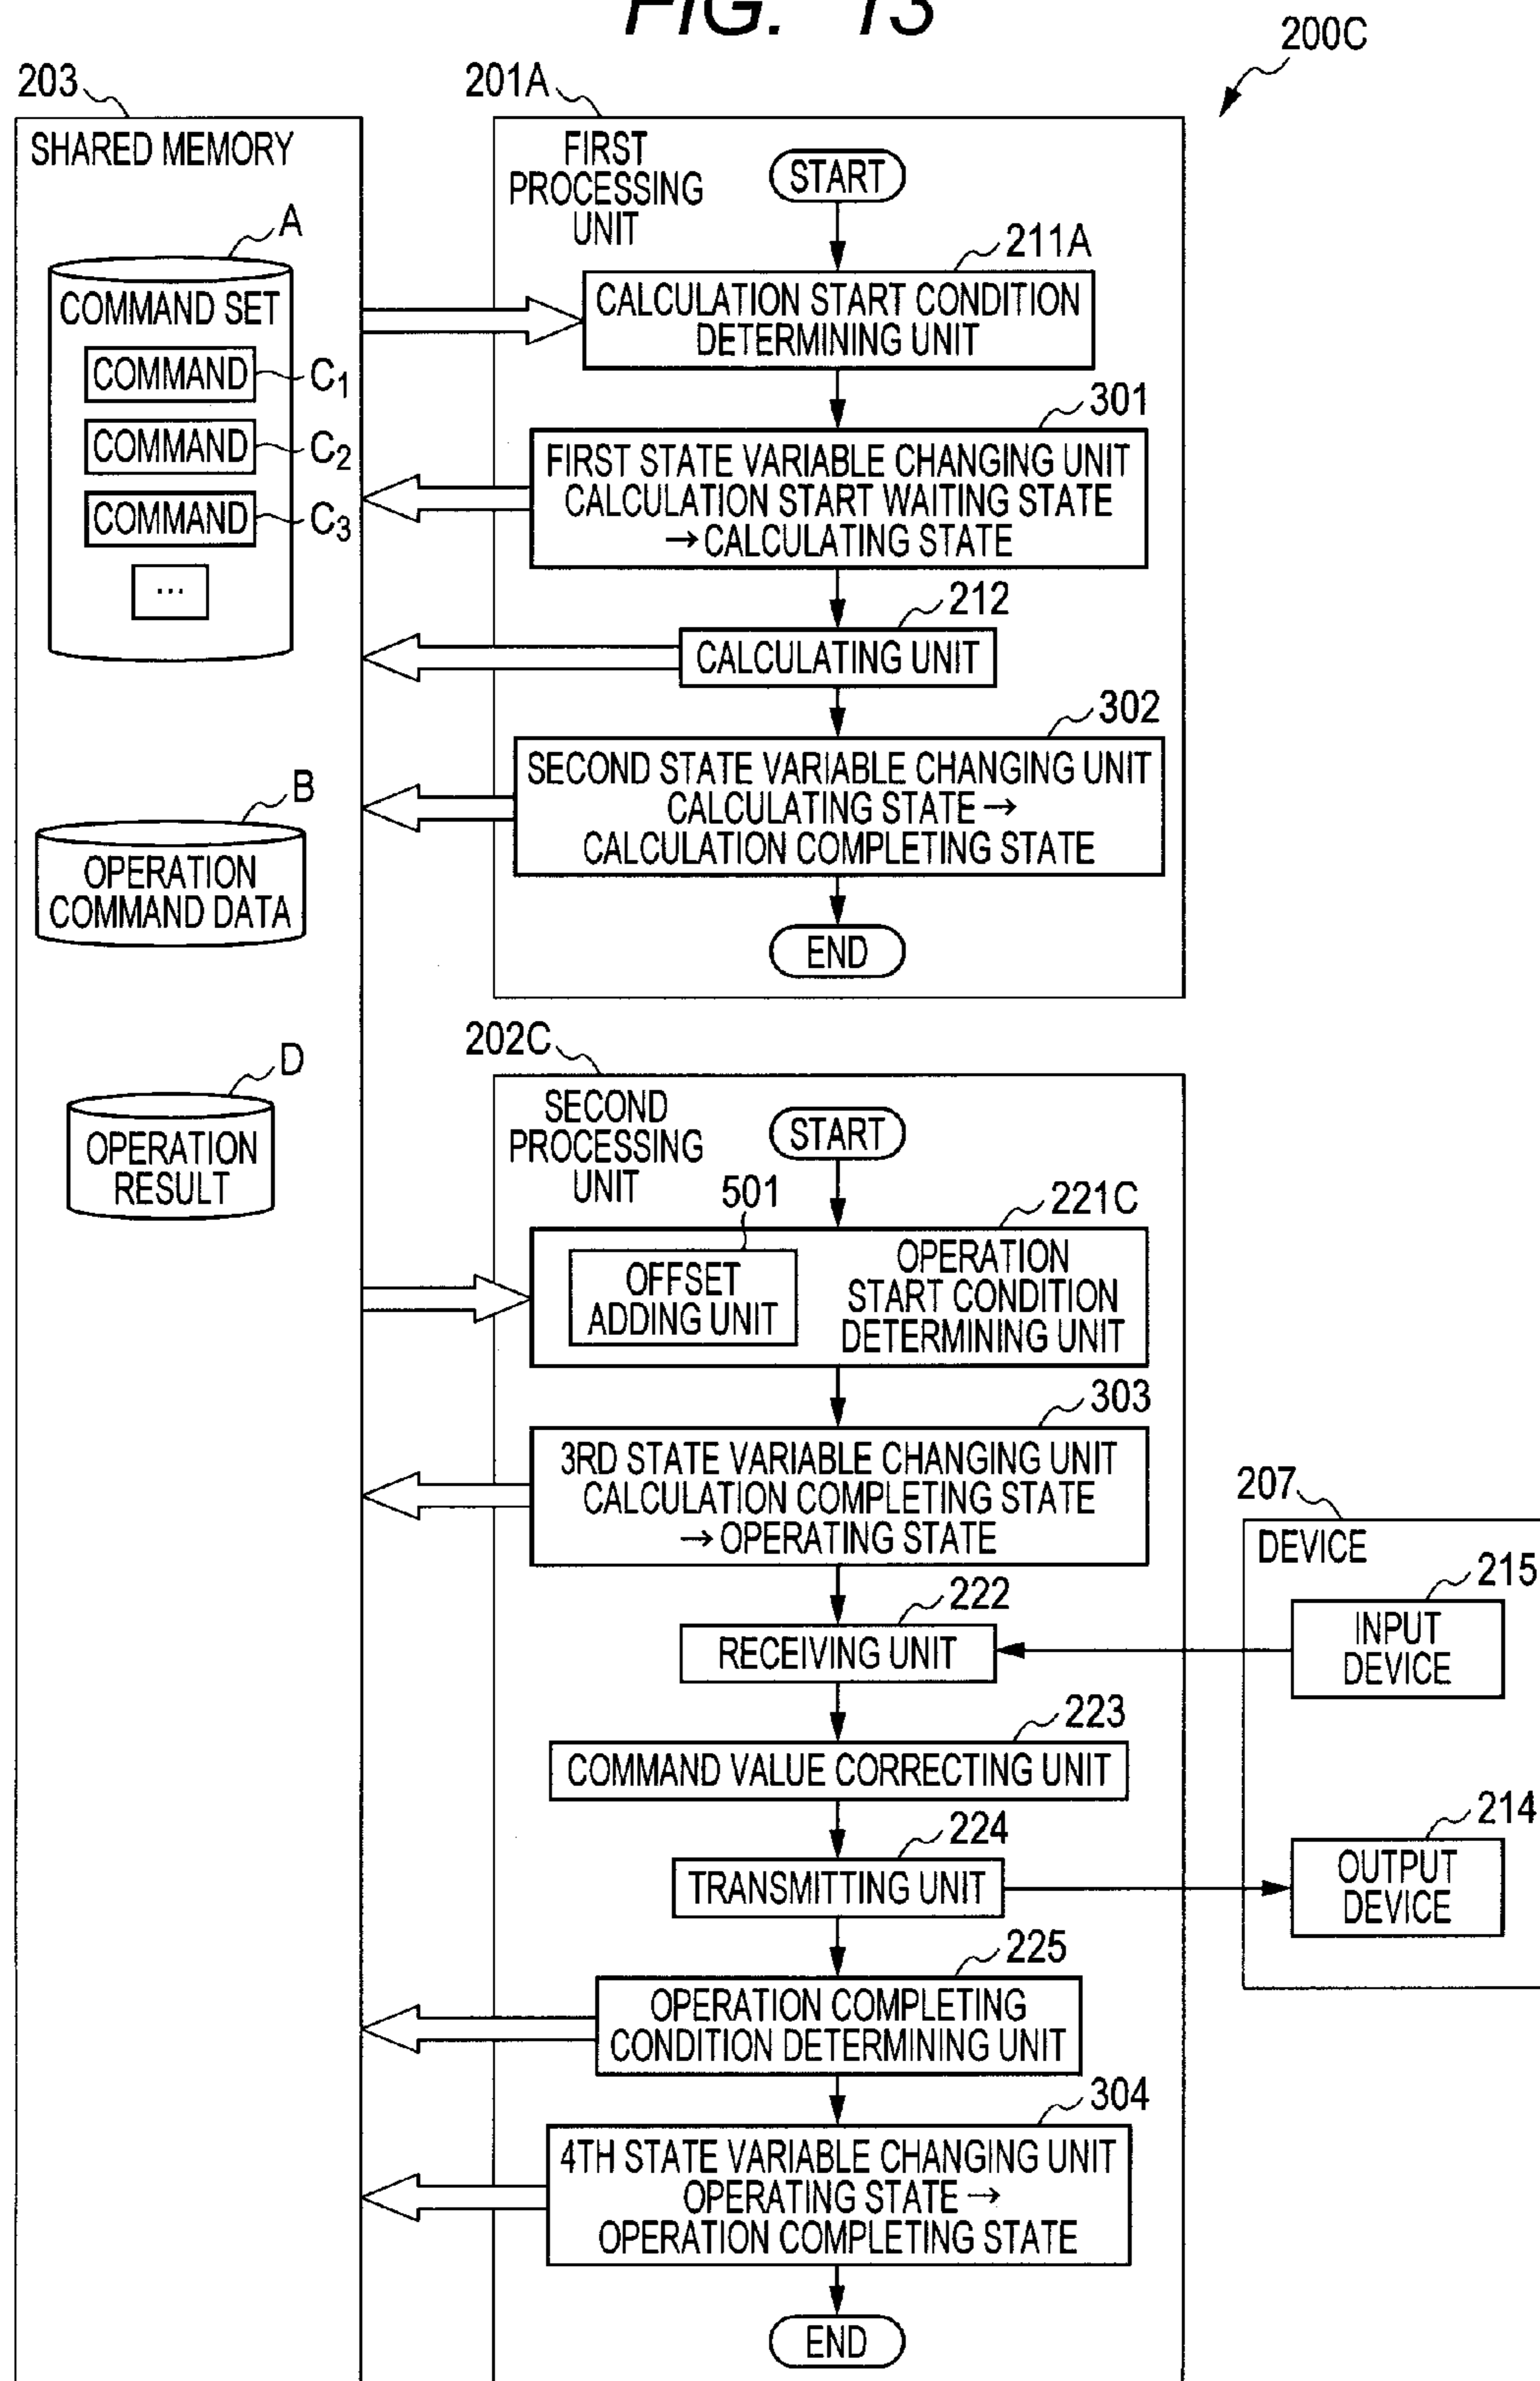 FIG. 13
200C
203
SHARED MEMORY
A
COMMAND SET
COMMAND
C1
COMMAND
C2
COMMAND
C3
...
B
OPERATION
COMMAND DATA
D
OPERATION
RESULT
201A
FIRST
PROCESSING
UNIT
START
211A
CALCULATION START CONDITION
DETERMINING UNIT
301
FIRST STATE VARIABLE CHANGING UNIT
CALCULATION START WAITING STATE
→CALCULATING STATE
212
CALCULATING UNIT
302
SECOND STATE VARIABLE CHANGING UNIT
CALCULATING STATE→
CALCULATION COMPLETING STATE
END
202C
SECOND
PROCESSING
UNIT
START
501
OFFSET
ADDING UNIT
221C
OPERATION
START CONDITION
DETERMINING UNIT
303
3RD STATE VARIABLE CHANGING UNIT
CALCULATION COMPLETING STATE
→OPERATING STATE
222
RECEIVING UNIT
223
COMMAND VALUE CORRECTING UNIT
224
TRANSMITTING UNIT
225
OPERATION COMPLETING
CONDITION DETERMINING UNIT
304
4TH STATE VARIABLE CHANGING UNIT
OPERATING STATE→
OPERATION COMPLETING STATE
END
207
DEVICE
215
INPUT
DEVICE
214
OUTPUT
DEVICE